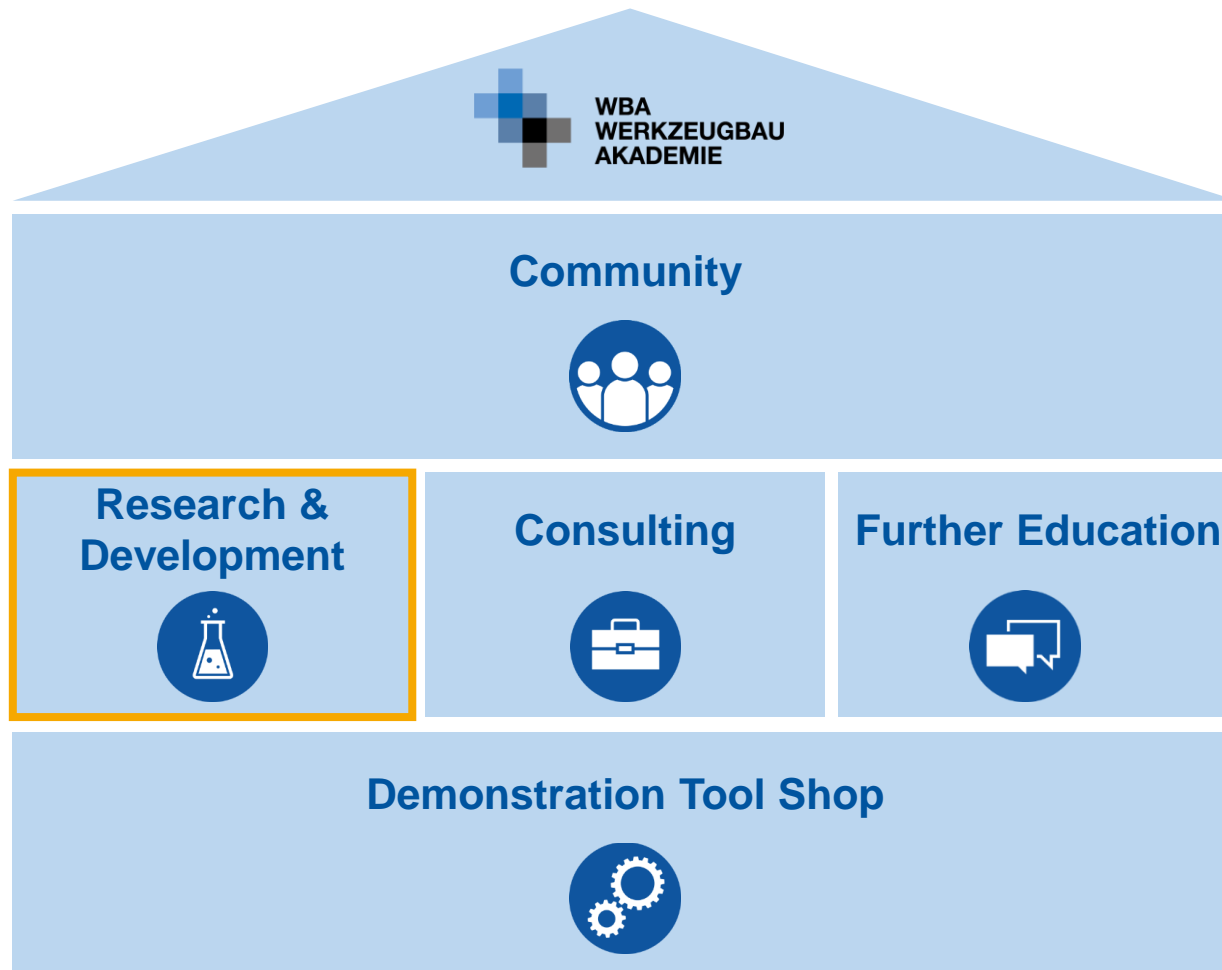 WBA
WERKZEUGBAU
AKADEMIE
Community
Research &
Development
Consulting
Further Education
Demonstration Tool Shop